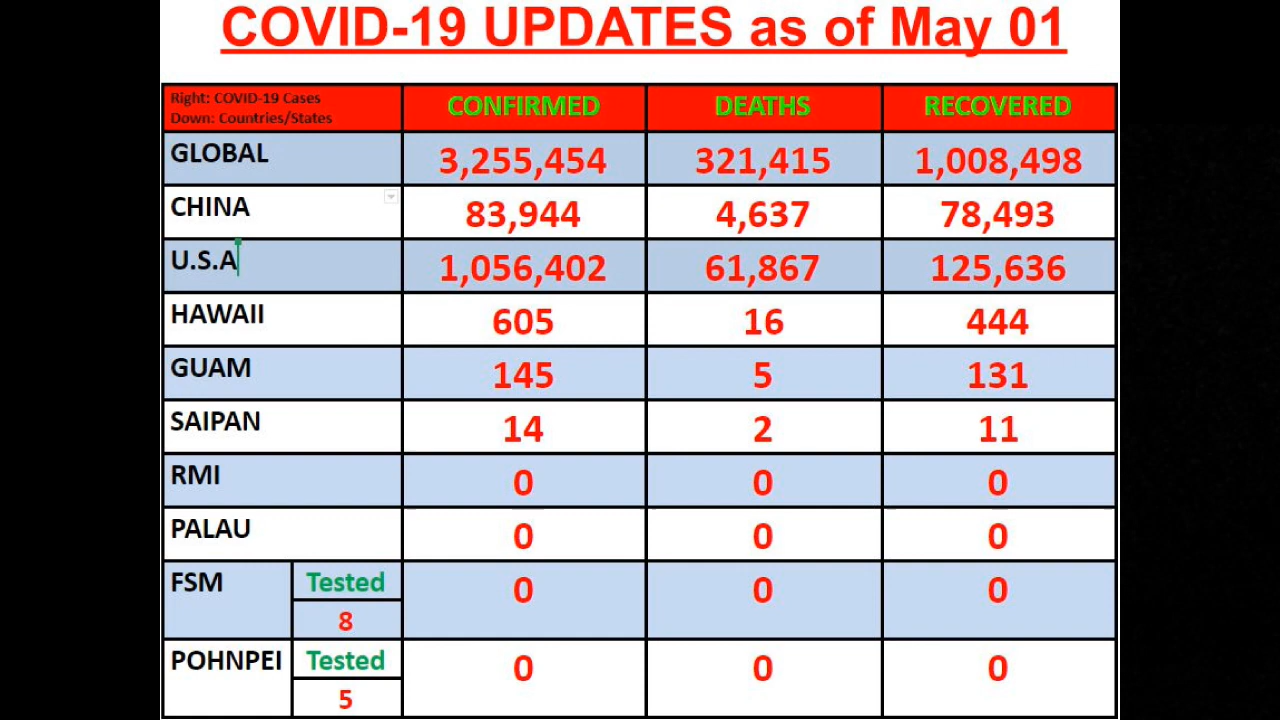 COVID-19 UPDATES as of May 01
Right: COVID-19 Cases
Down: Countries/States
CONFIRMED DEATHS RECOVERED
GLOBAL 3,255,454 321,415 1,008,498
CHINA 83,944 4,637 78,493
U.S.A 1,056,402 61,867 125,636
HAWAII 605 16 444
GUAM 145 5 131
SAIPAN 14 2 11
RMI 0 0 0
PALAU 0 0 0
FSM Tested 0 0 0
8
POHNPEI Tested 0 0 0
5